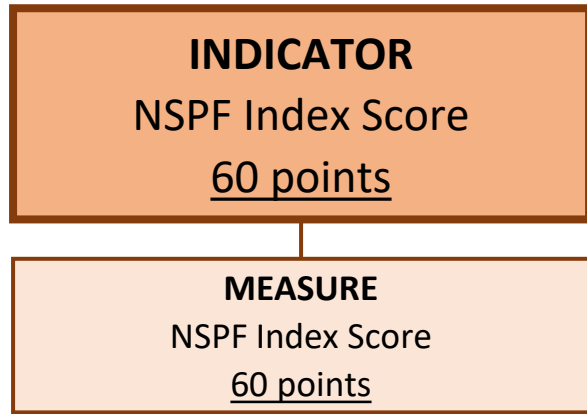 INDICATOR
NSPF Index Score
60 points
MEASURE
NSPF Index Score
60 points